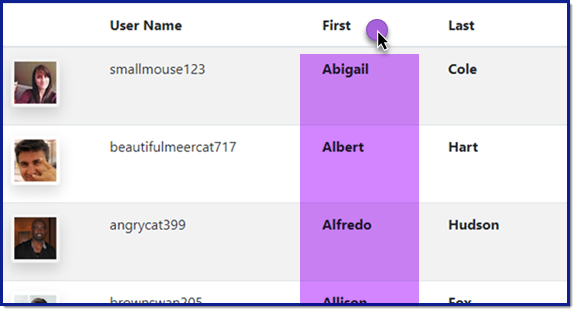 User Name First Last
smallmouse123 Abigail Cole
beautifulmeercat717 Albert Hart
angrycat399 Alfredo Hudson
brownswan205 Allison Fox